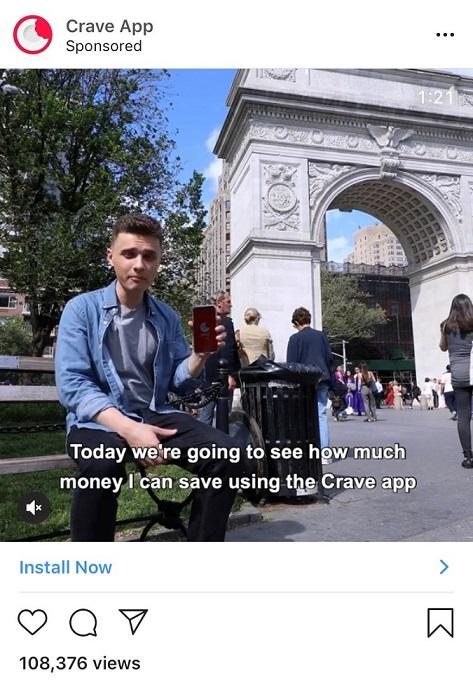 Crave App
Sponsored
1:21
Today we're going to see how much
money I can save using the Crave app
Install Now
108,376 views